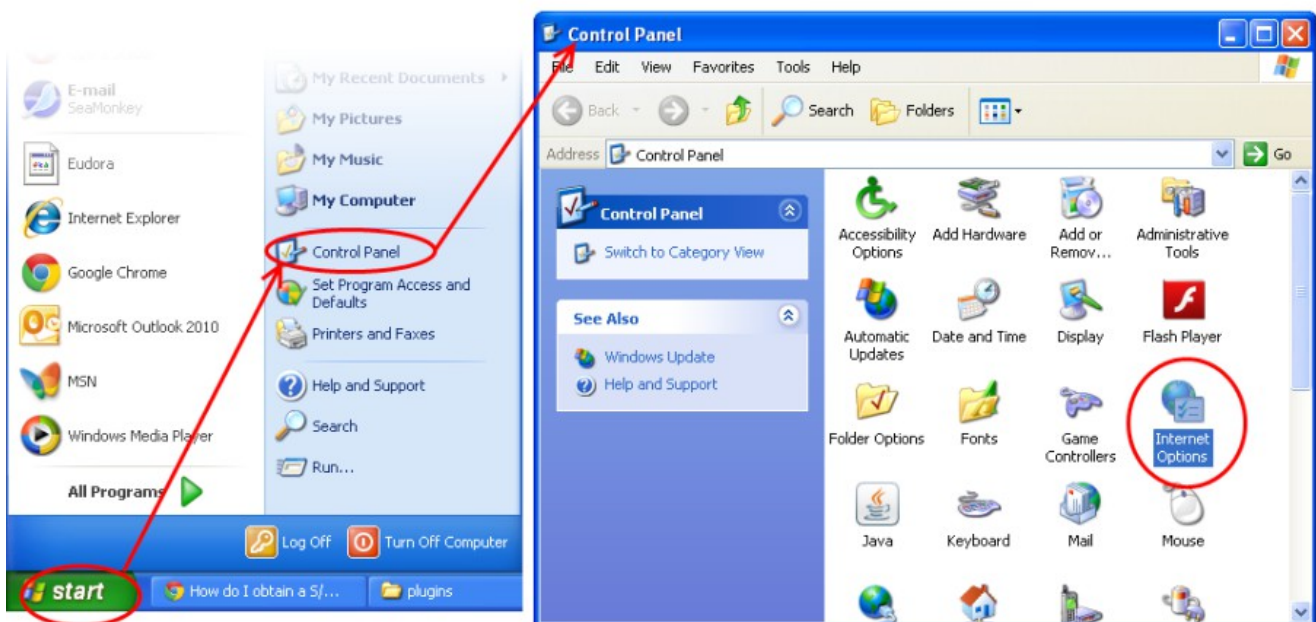 E-mail
SeaMonkey
Eudora
Internet Explorer
Google Chrome
Microsoft Outlook 2010
MSN
Windows Media Player
All Programs
My Recent Documents
My Pictures
My Music
My Computer
Control Panel
Set Program Access and
Defaults
Printers and Faxes
Help and Support
Search
Run...
Log Off
Turn Off Computer
start
How do I obtain a S/...
plugins
Control Panel
File Edit View Favorites Tools Help
Back Search Folders
Address Control Panel Go
Control Panel
Switch to Category View
See Also
Windows Update
Help and Support
Accessibility
Options
Add Hardware
Add or
Remov...
Administrative
Tools
Automatic
Updates
Date and Time
Display
Flash Player
Folder Options
Fonts
Game
Controllers
Internet
Options
Java
Keyboard
Mail
Mouse